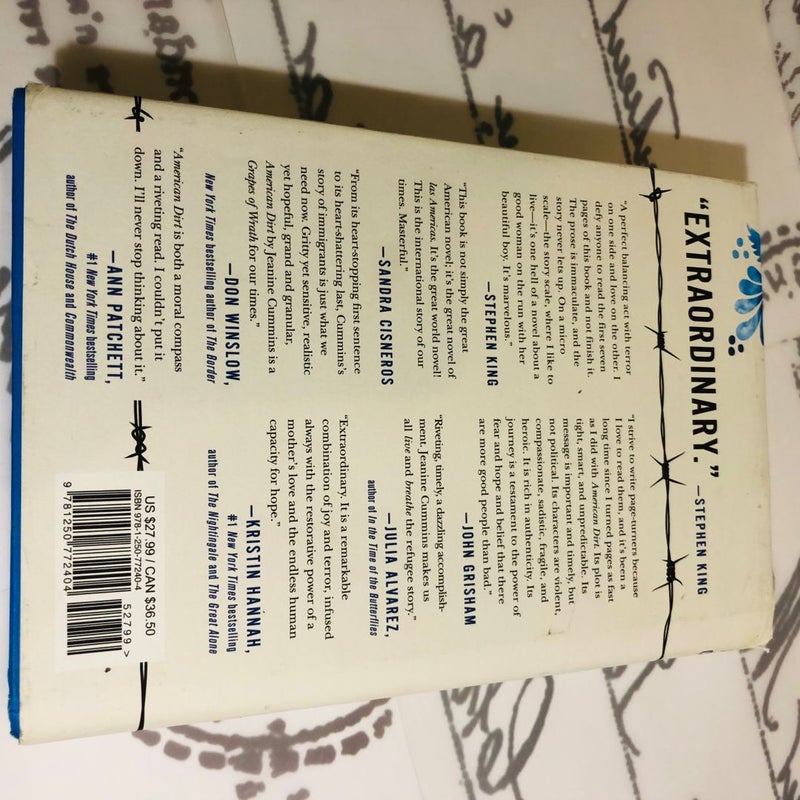 “EXTRAORDINARY.”
—STEPHEN KING
“A perfect balancing act with terror
on one side and love on the other. I
defy anyone to read the first seven
pages of this book and not finish it.
The prose is immaculate, and the
story never lets up. On a micro
scale—the story scale, where I like to
live—it’s one hell of a novel about a
good woman on the run with her
beautiful boy. It’s marvelous.”
—STEPHEN KING
“This book is not simply the great
American novel; it’s the great novel of
las Americas. It’s the great world novel!
This is the international story of our
times. Masterful.”
—SANDRA CISNEROS
“From its heart-stopping first sentence
to its heart-shattering last, Cummins’s
story of immigrants is just what we
need now. Gritty yet sensitive, realistic
yet hopeful, grand and granular,
American Dirt by Jeanine Cummins is a
Grapes of Wrath for our times.”
—DON WINSLOW,
New York Times bestselling author of The Border
“American Dirt is both a moral compass
and a riveting read. I couldn’t put it
down. I’ll never stop thinking about it.”
—ANN PATCHETT,
#1 New York Times bestselling
author of The Dutch House and Commonwealth
“I strive to write page-turners because
I love to read them, and it’s been a
long time since I turned pages as fast
as I did with American Dirt. Its plot is
tight, smart, and unpredictable. Its
message is important and timely, but
not political. Its characters are violent,
compassionate, sadistic, fragile, and
heroic. It is rich in authenticity. Its
journey is a testament to the power of
fear and hope and belief that there
are more good people than bad.”
—JOHN GRISHAM
“Riveting, timely, a dazzling accomplish-
ment. Jeanine Cummins makes us
all live and breathe the refugee story.”
—JULIA ALVAREZ,
author of In the Time of the Butterflies
“Extraordinary. It is a remarkable
combination of joy and terror, infused
always with the restorative power of a
mother’s love and the endless human
capacity for hope.”
—KRISTIN HANNAH,
#1 New York Times bestselling
author of The Nightingale and The Great Alone
US $27.99 / CAN $36.50
ISBN 978-1-250-77240-4
52799 >
9 781250 772404